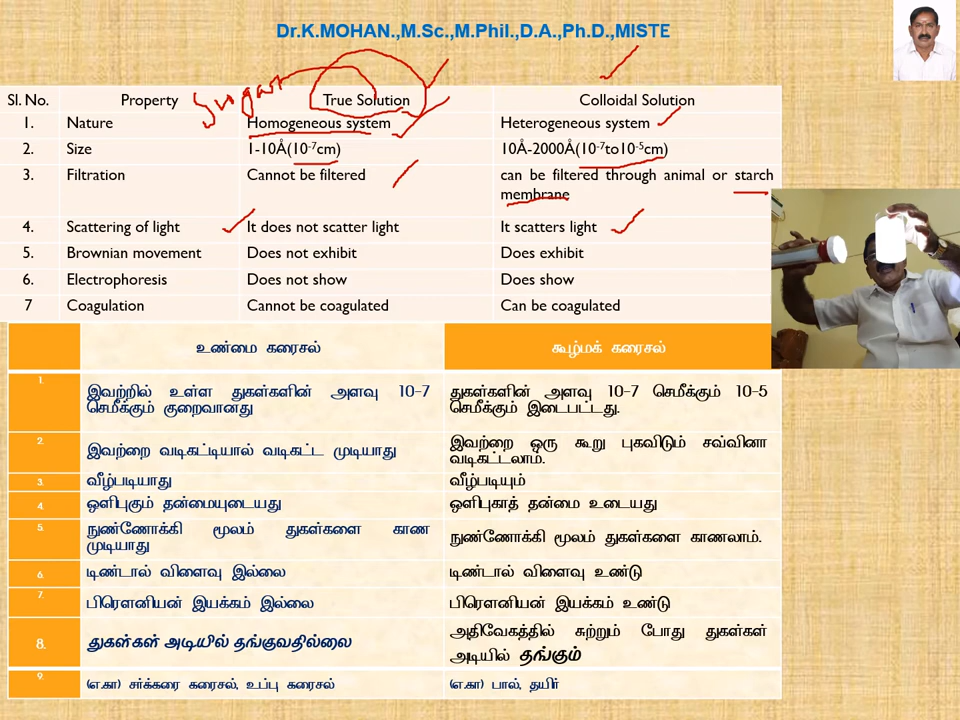 Dr.K.MOHAN.,M.Sc.,M.Phil.,D.A.,Ph.D.,MISTE
Sugar
Sl. No. Property True Solution Colloidal Solution
1. Nature Homogeneous system Heterogeneous system
2. Size 1-10Å(10-7cm) 10Å-2000Å(10-7to10-5cm)
3. Filtration Cannot be filtered can be filtered through animal or starch
membrane
4. Scattering of light It does not scatter light It scatters light
5. Brownian movement Does not exhibit Does exhibit
6. Electrophoresis Does not show Does show
7 Coagulation Cannot be coagulated Can be coagulated
உண்மை கரைசல் கூழ்மக் கரைசல்
1. இவற்றில் உள்ள துகள்களின் அளவு 10-7
செமீக்கும் குறைவானது
துகள்களின் அளவு 10-7 செமீக்கும் 10-5
செமீக்கும் இடைபட்டது.
2. இவற்றை வடிகட்டியால் வடிகட்ட முடியாது
இவற்றை ஒரு கூறு புகவிடும் சவ்வினா
வடிகட்டலாம்.
3. வீழ்படியாது வீழ்படியும்
4. ஒளிபுகும் தன்மையுடையது ஒளிபுகாத் தன்மை உடையது
5. நுண்ணோக்கி மூலம் துகள்களை காண
முடியாது
நுண்ணோக்கி மூலம் துகள்களை காணலாம்.
6. டிண்டால் விளைவு இல்லை டிண்டால் விளைவு உண்டு
7. பிரௌனியன் இயக்கம் இல்லை பிரௌனியன் இயக்கம் உண்டு
8. துகள்கள் அடியில் தங்குவதில்லை
அதிவேகத்தில் சுற்றும் போது துகள்கள்
அடியில் தங்கும்
9. (எ.கா) சர்க்கரை கரைசல், உப்பு கரைசல் (எ.கா) பால், தயிர்